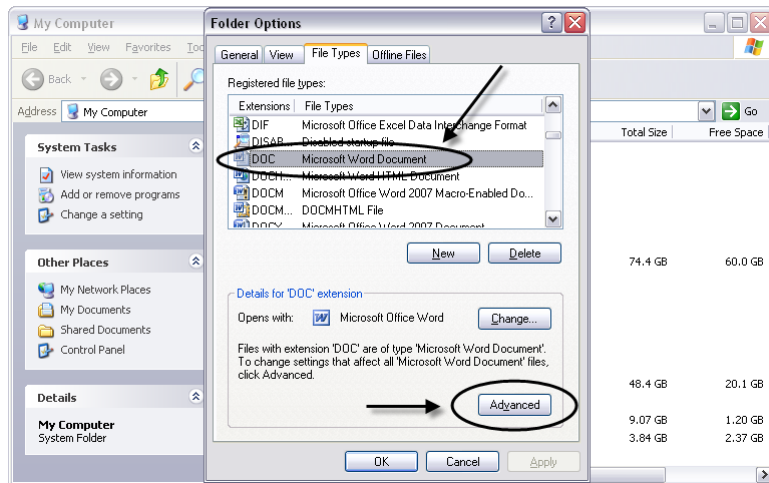 My Computer
File Edit View Favorites Too
Back
Address My Computer
Go
System Tasks
View system information
Add or remove programs
Change a setting
Other Places
My Network Places
My Documents
Shared Documents
Control Panel
Details
My Computer
System Folder
Folder Options
General View File Types Offline Files
Registered file types:
Extensions File Types
DIF Microsoft Office Excel Data Interchange Format
DISAB... Disabled startup file
DOC Microsoft Word Document
DOCH... Microsoft Word HTML Document
DOCM Microsoft Office Word 2007 Macro-Enabled Do...
DOCM... DOCMHTML File
DOCX Microsoft Office Word 2007 Document
New Delete
Details for 'DOC' extension
Opens with: Microsoft Office Word Change...
Files with extension 'DOC' are of type 'Microsoft Word Document'.
To change settings that affect all 'Microsoft Word Document' files,
click Advanced.
Advanced
OK Cancel Apply
Total Size Free Space
74.4 GB 60.0 GB
48.4 GB 20.1 GB
9.07 GB 1.20 GB
3.84 GB 2.37 GB